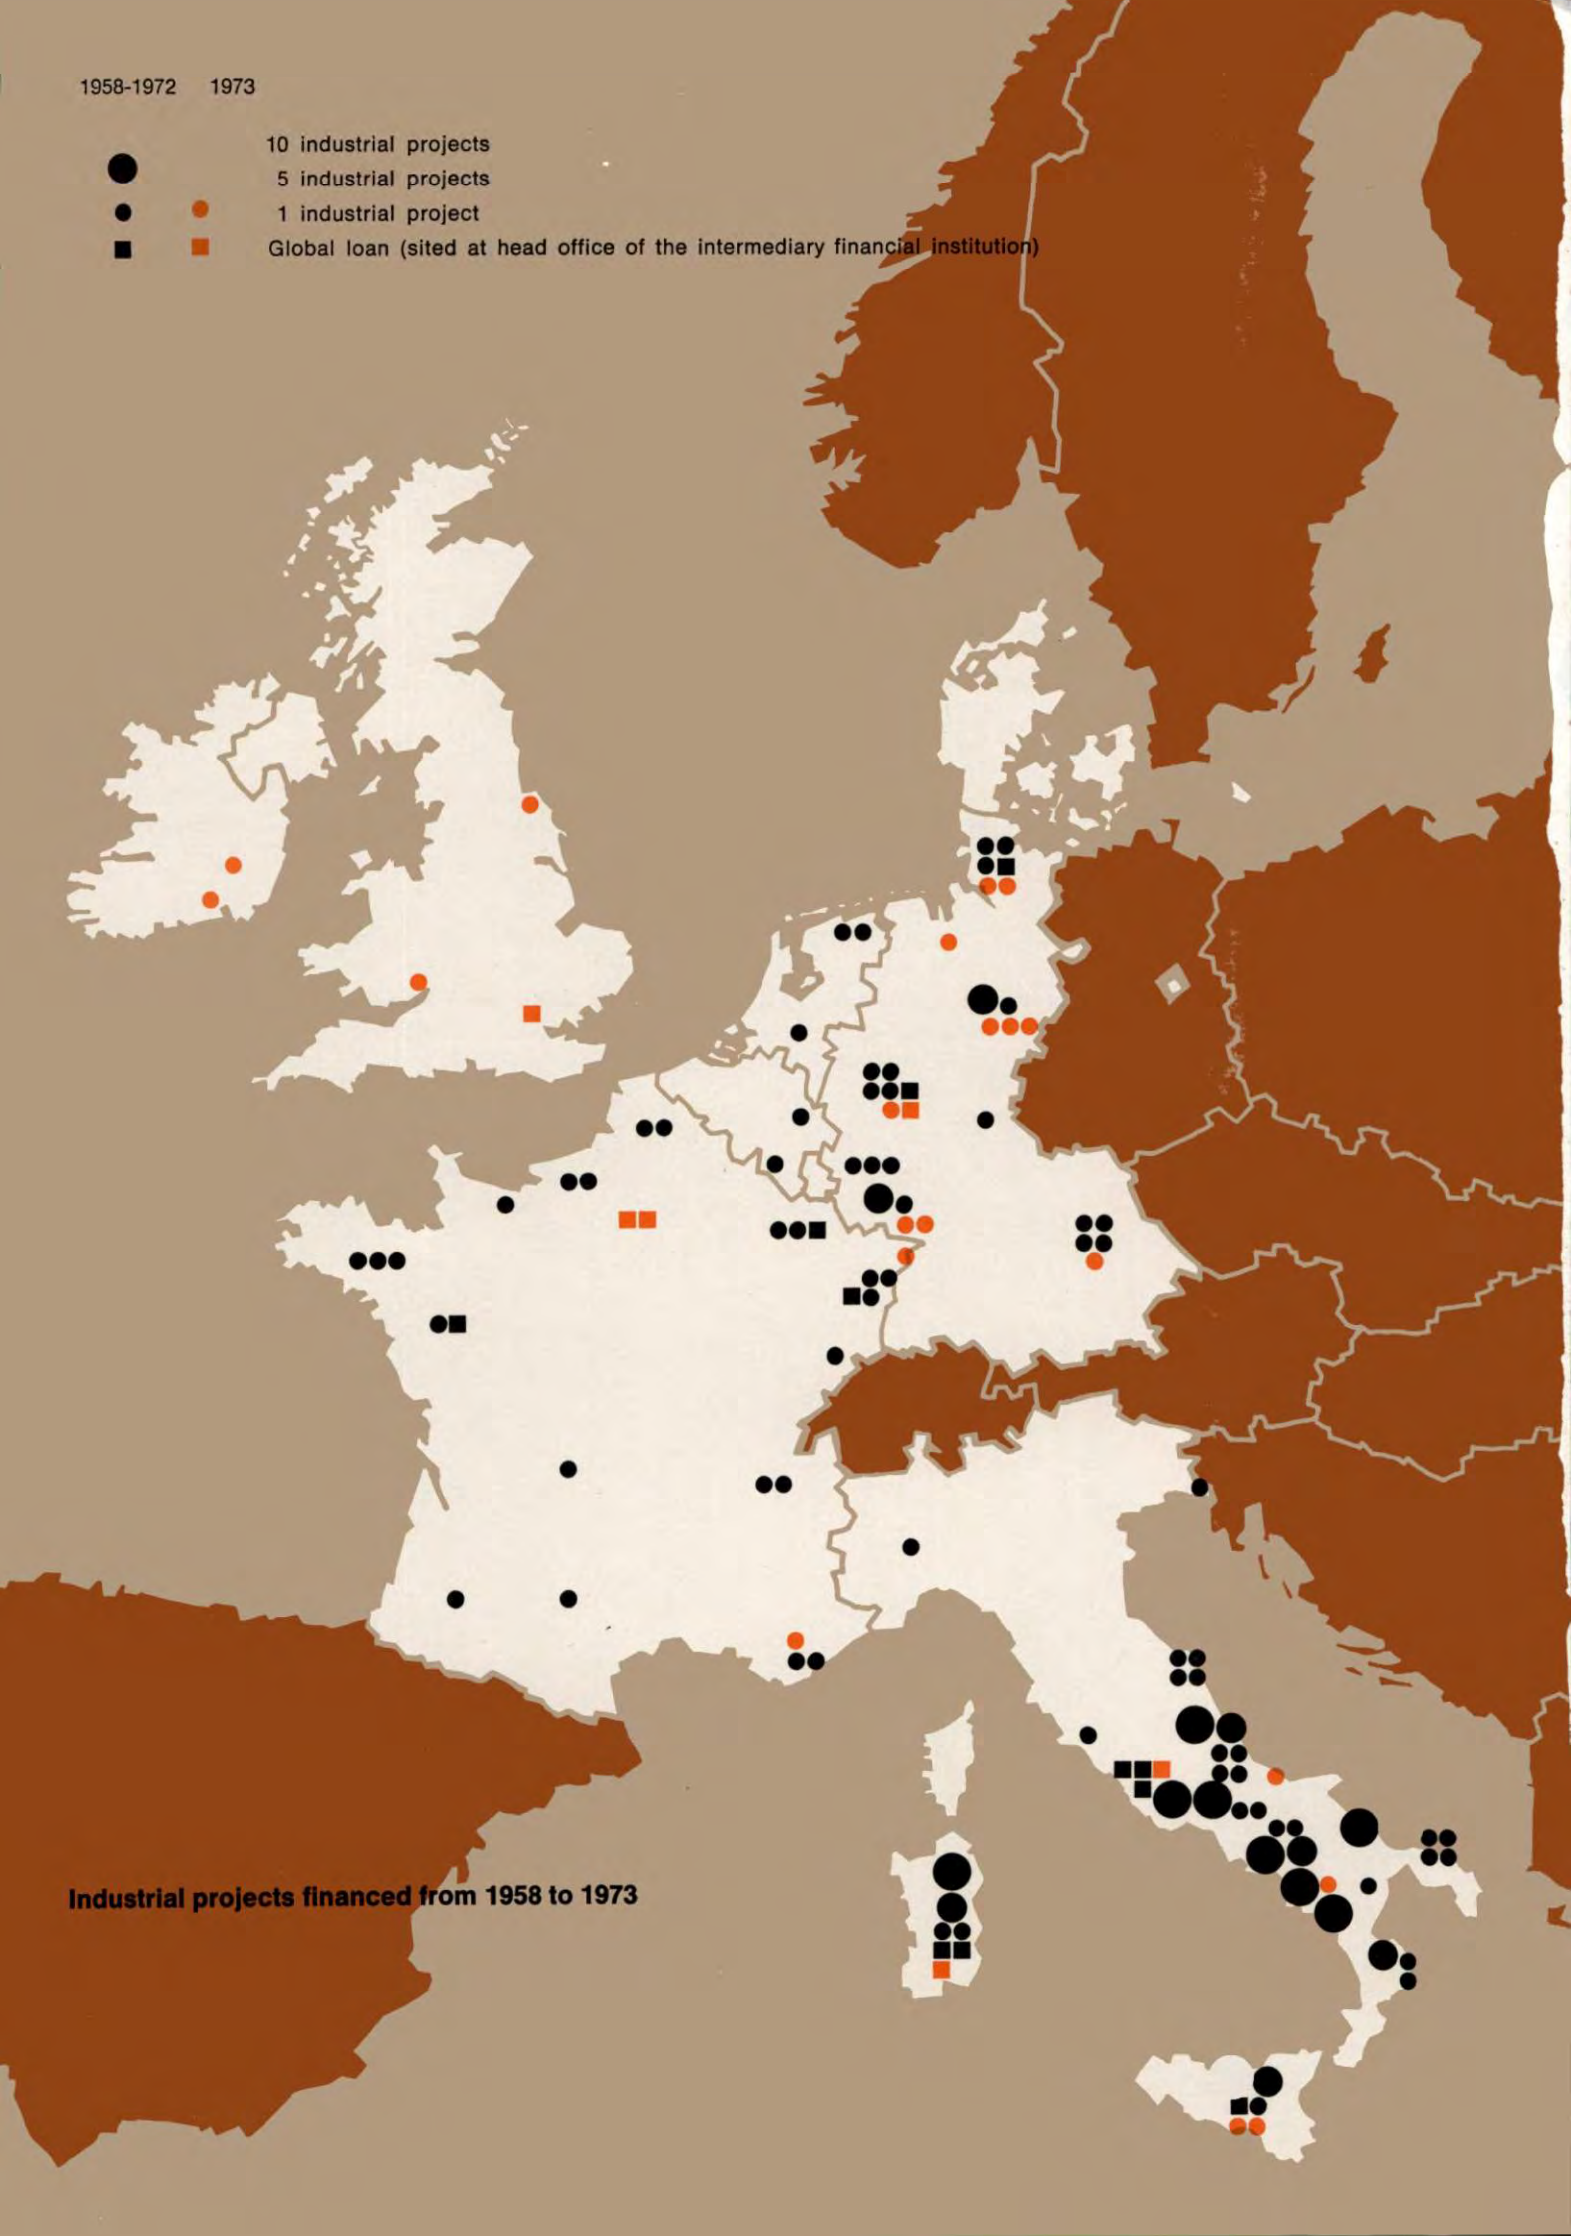 1958-1972 1973
10 industrial projects
5 industrial projects
1 industrial project
Global loan (sited at head office of the intermediary financial institution)
Industrial projects financed from 1958 to 1973